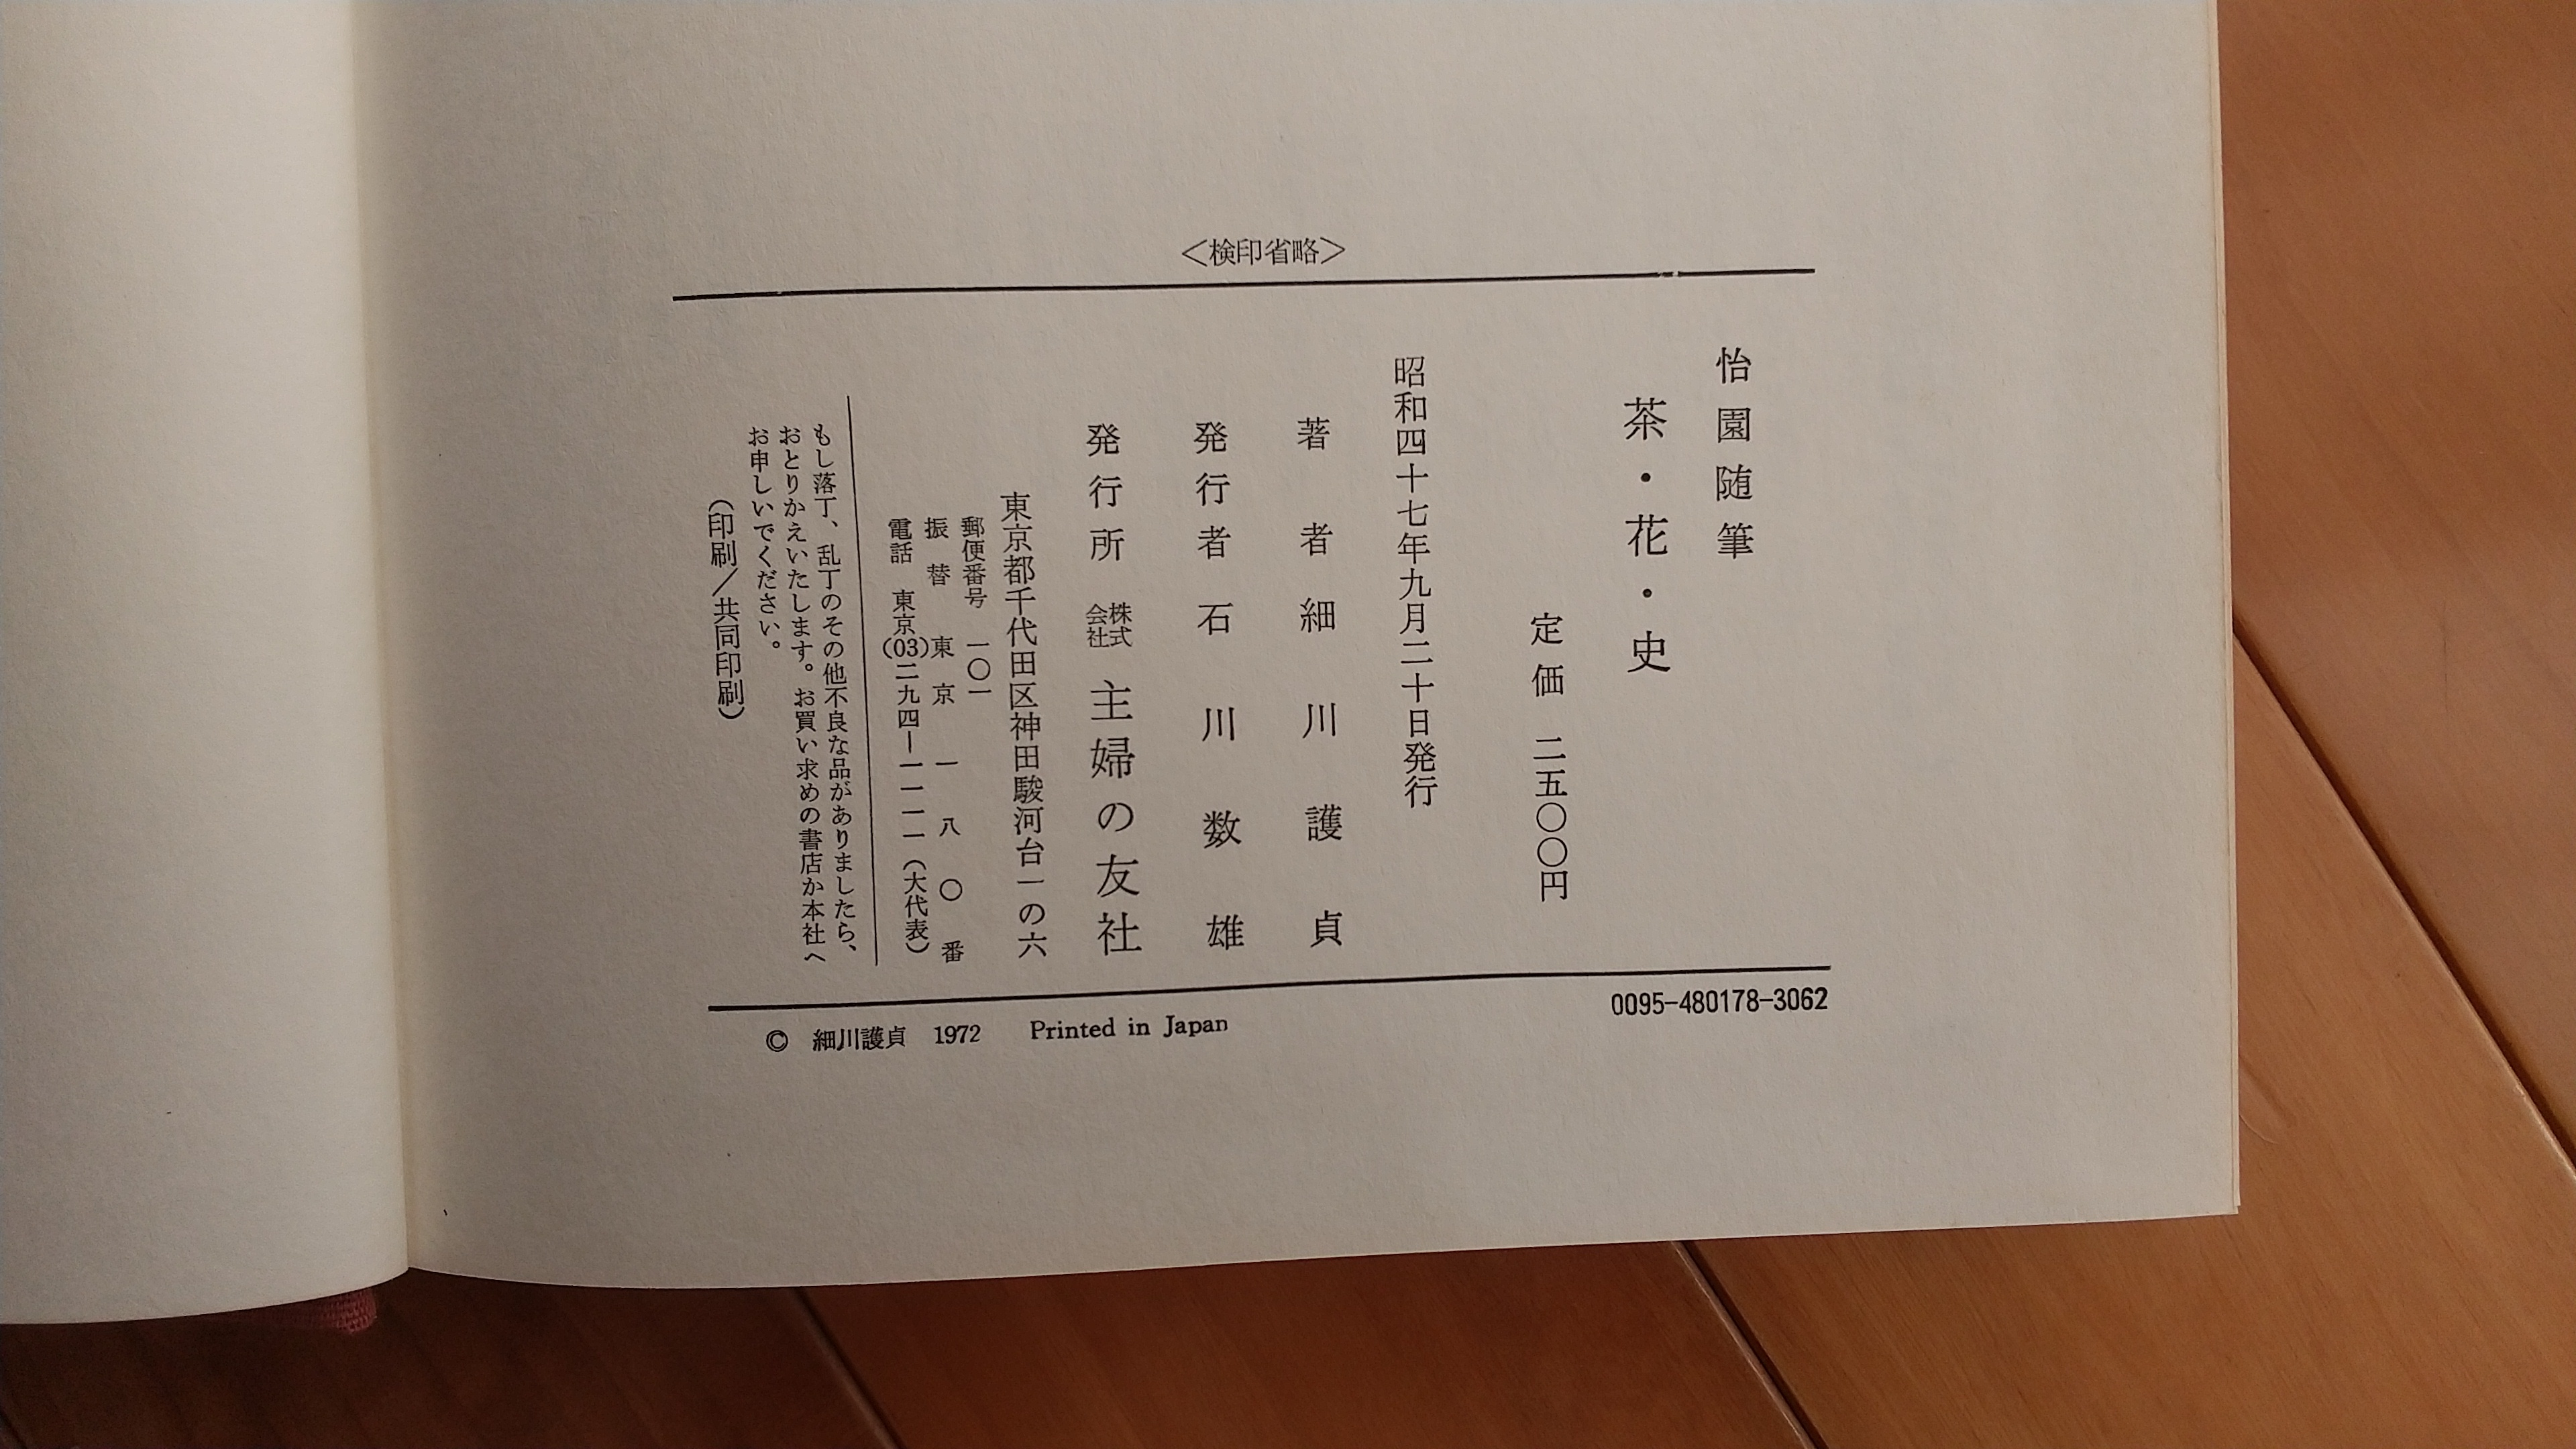 ＜検印省略＞
怡園随筆
茶・花・史
定価 二五〇〇円
昭和四十七年九月二十日発行
著者 細川護貞
発行者 石川数雄
発行所 株式会社 主婦の友社
東京都千代田区神田駿河台一の六
郵便番号 一〇一
振替 東京 一八〇番
電話 東京(03)二九四―一一一一（大代表）
もし落丁、乱丁のその他不良な品がありましたら、
おとりかえいたします。お買い求めの書店か本社へ
お申しいでください。
（印刷／共同印刷）
0095-480178-3062
© 細川護貞 1972 Printed in Japan